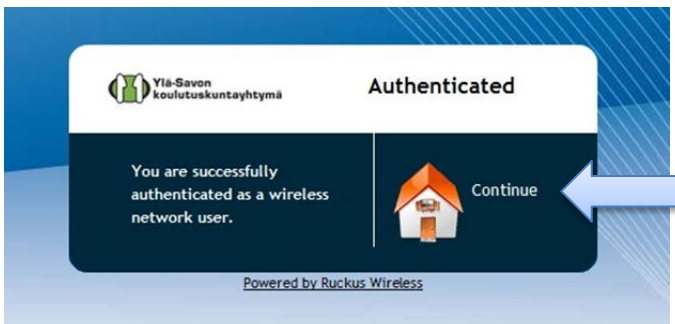 Ylä-Savon
koulutuskuntayhtymä
Authenticated
You are successfully
authenticated as a wireless
network user.
Continue
Powered by Ruckus Wireless